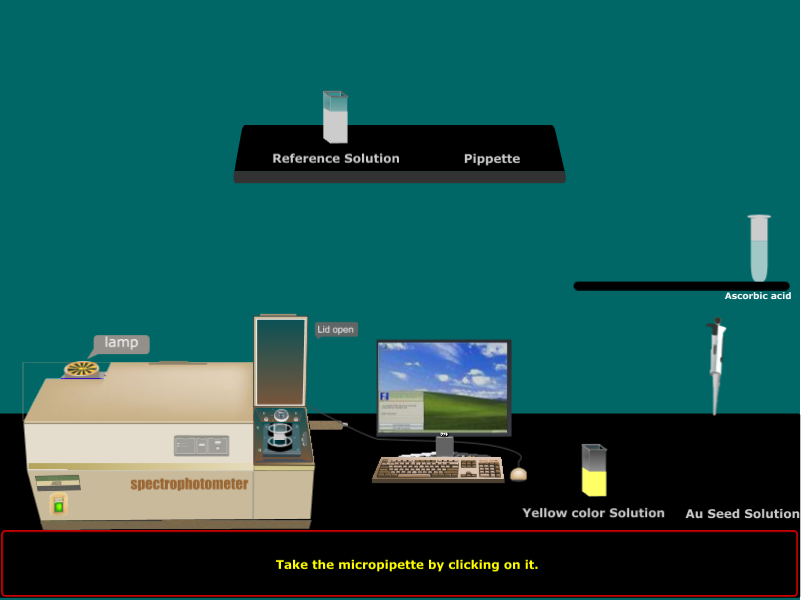 Reference Solution
Pippette
Ascorbic acid
Lid open
lamp
spectrophotometer
Yellow color Solution
Au Seed Solution
Take the micropipette by clicking on it.